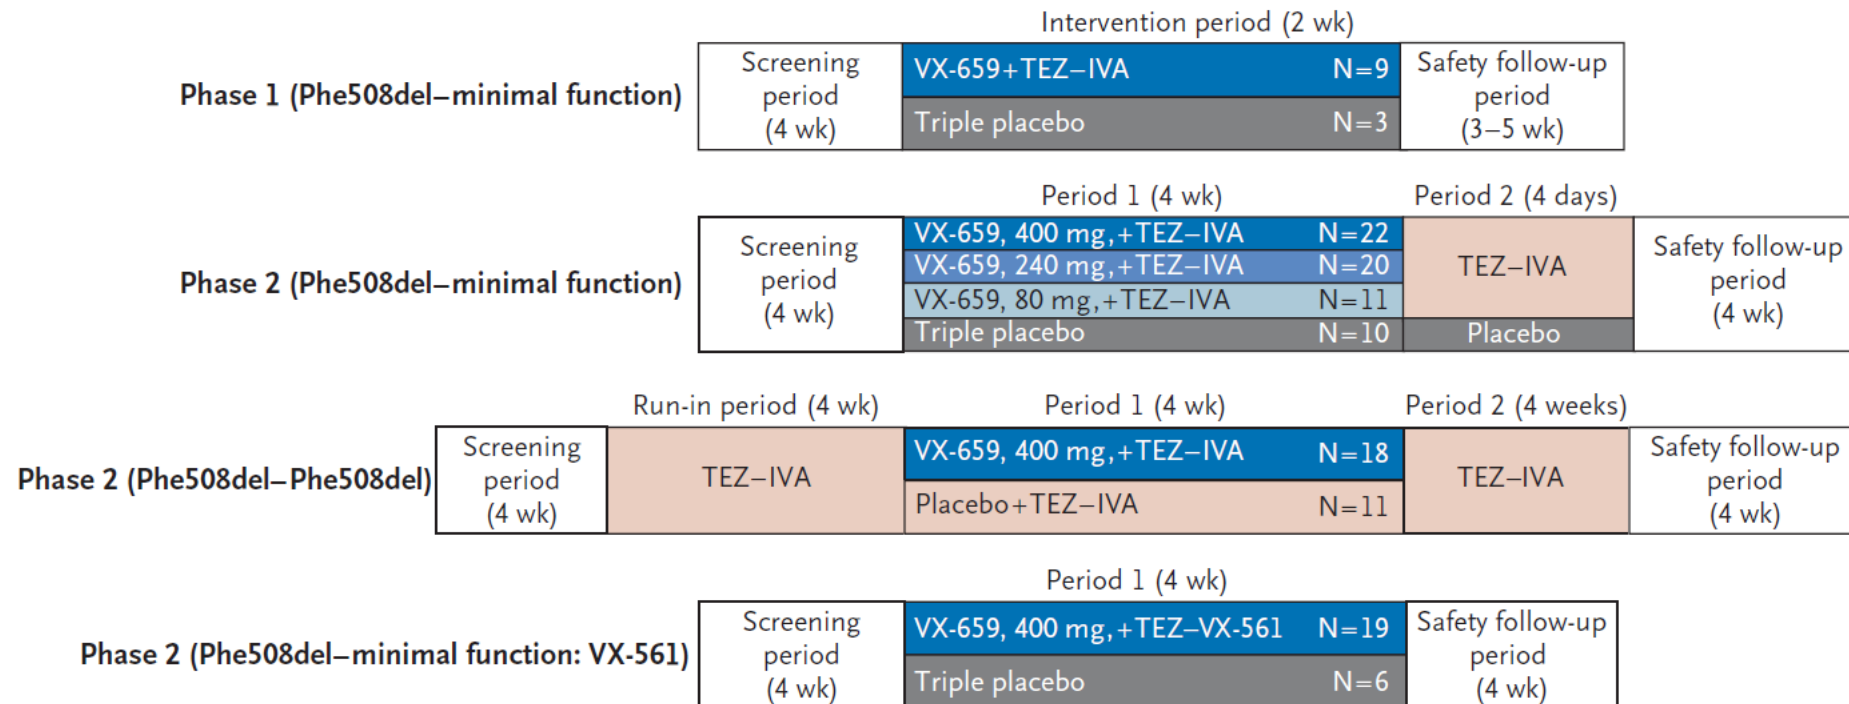 Intervention period (2 wk)
Phase 1 (Phe508del–minimal function)
Screening
period
(4 wk)
VX-659+TEZ–IVA N=9
Triple placebo N=3
Safety follow-up
period
(3–5 wk)
Period 1 (4 wk)
Period 2 (4 days)
Phase 2 (Phe508del–minimal function)
Screening
period
(4 wk)
VX-659, 400 mg,+TEZ–IVA N=22
VX-659, 240 mg,+TEZ–IVA N=20
VX-659, 80 mg,+TEZ–IVA N=11
Triple placebo N=10
TEZ–IVA
Placebo
Safety follow-up
period
(4 wk)
Run-in period (4 wk)
Period 1 (4 wk)
Period 2 (4 weeks)
Phase 2 (Phe508del–Phe508del)
Screening
period
(4 wk)
TEZ–IVA
VX-659, 400 mg,+TEZ–IVA N=18
Placebo+TEZ–IVA N=11
TEZ–IVA
Safety follow-up
period
(4 wk)
Period 1 (4 wk)
Phase 2 (Phe508del–minimal function: VX-561)
Screening
period
(4 wk)
VX-659, 400 mg,+TEZ–VX-561 N=19
Triple placebo N=6
Safety follow-up
period
(4 wk)